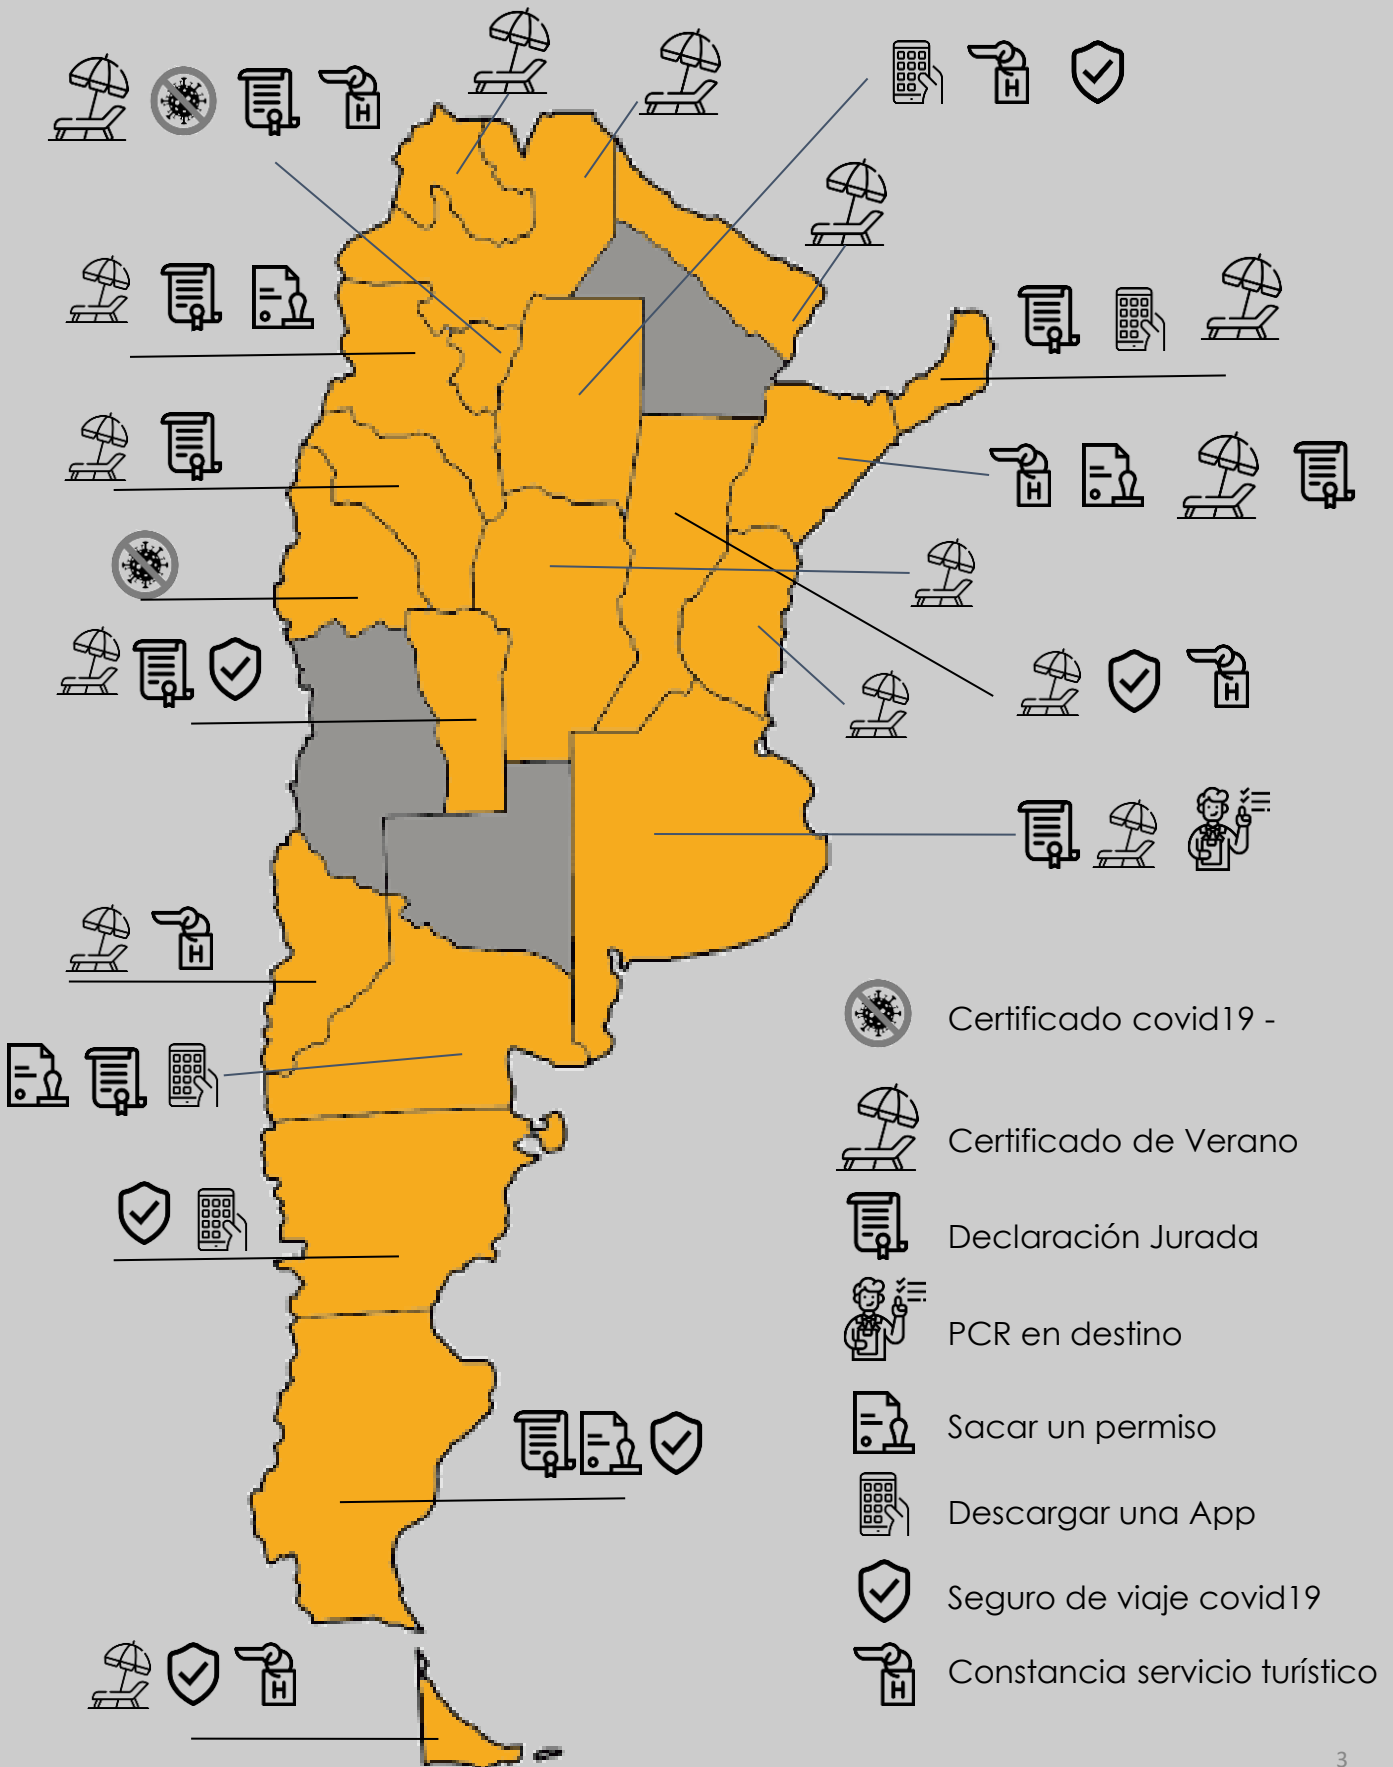 H
H
H
H
H
Certificado covid19 -
Certificado de Verano
Declaración Jurada
PCR en destino
Sacar un permiso
Descargar una App
Seguro de viaje covid19
H
H
Constancia servicio turístico
3